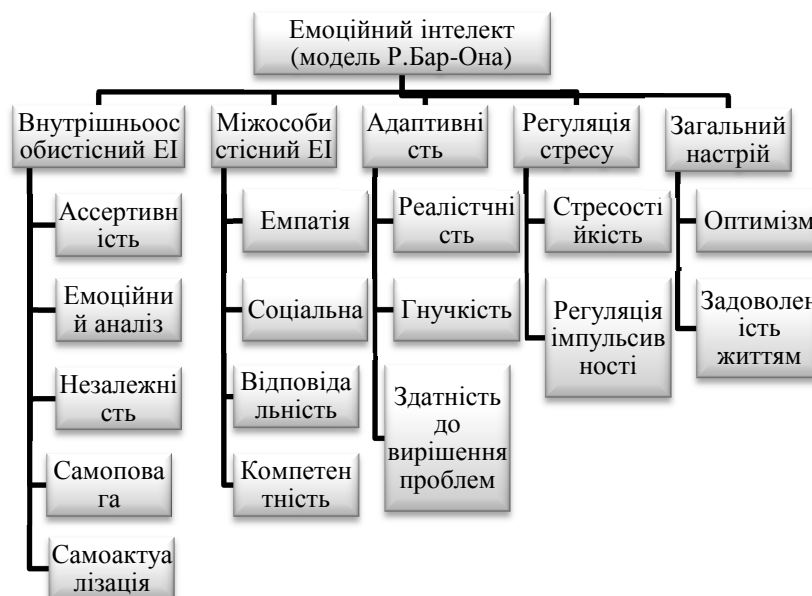 Емоційний інтелект
(модель Р.Бар-Она)
Внутрішньоос
обистісний ЕІ
Ассертивн
ість
Емоційни
й аналіз
Незалежні
сть
Самопова
га
Самоактуа
лізація
Міжособи
стісний ЕІ
Емпатія
Соціальна
Відповіда
льність
Компетен
тність
Адаптивні
сть
Реалістчні
сть
Гнучкість
Здатність
до
вирішення
проблем
Регуляція
стресу
Стресості
йкість
Регуляція
імпульсив
ності
Загальний
настрій
Оптимізм
Задоволен
ість
життям